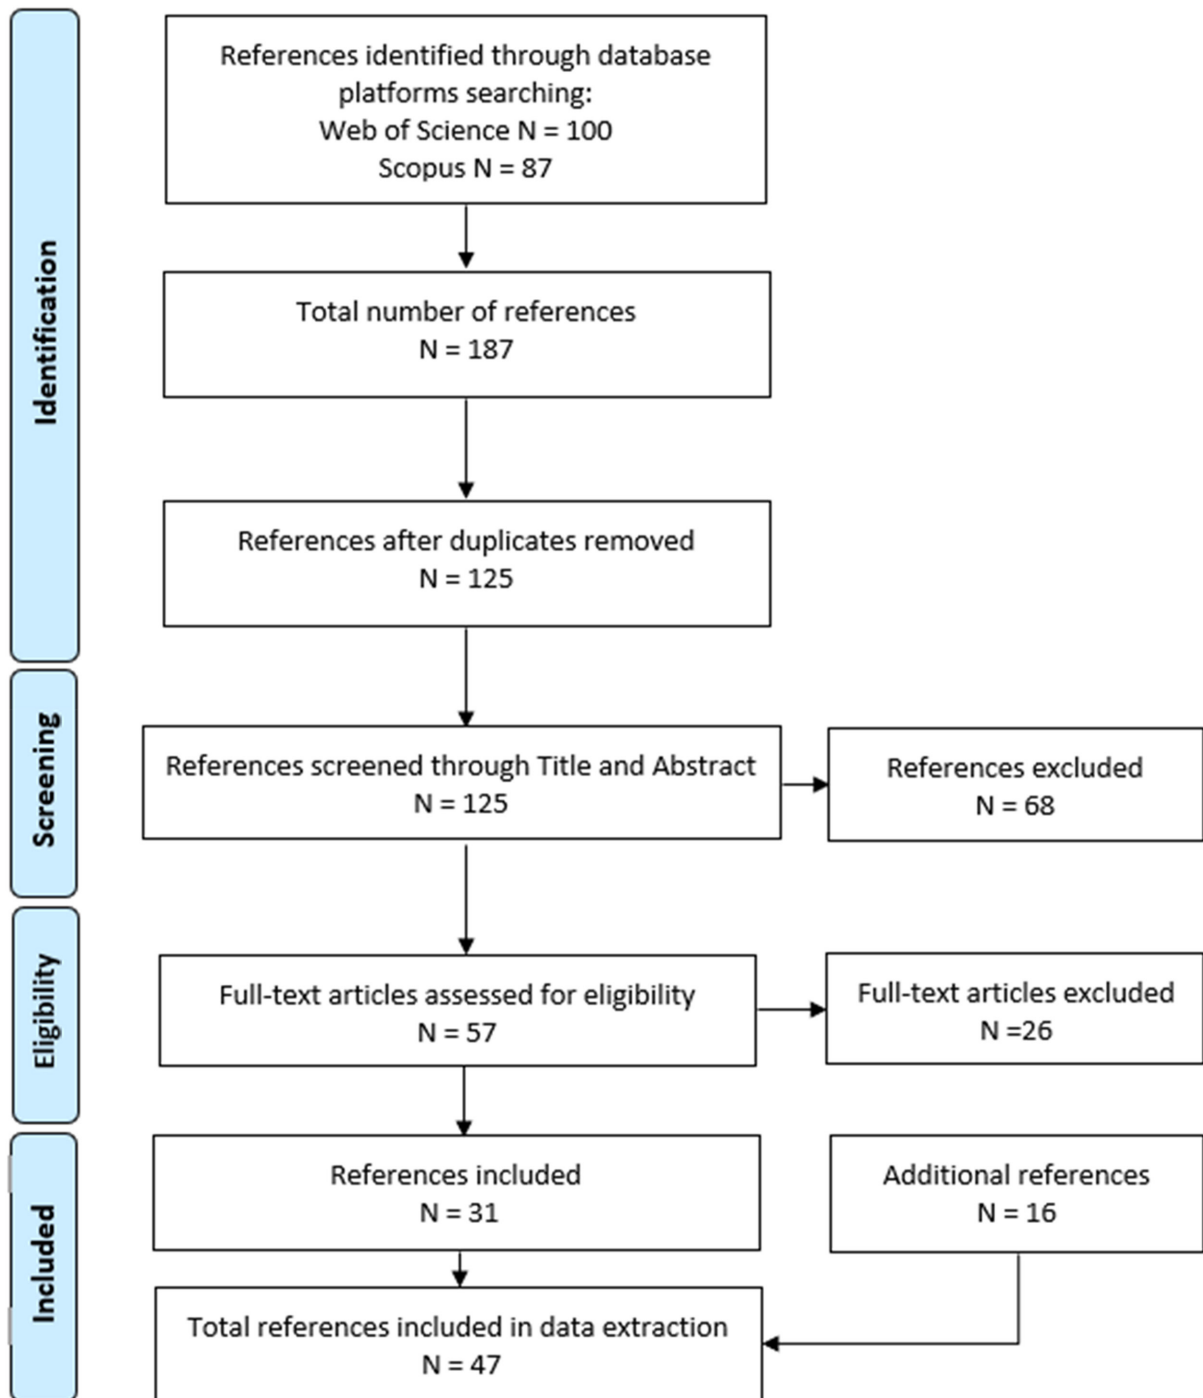 Identification
References identified through database
platforms searching:
Web of Science N = 100
Scopus N = 87
Total number of references
N = 187
References after duplicates removed
N = 125
Screening
References screened through Title and Abstract
N = 125
References excluded
N = 68
Eligibility
Full-text articles assessed for eligibility
N = 57
Full-text articles excluded
N =26
Included
References included
N = 31
Additional references
N = 16
Total references included in data extraction
N = 47